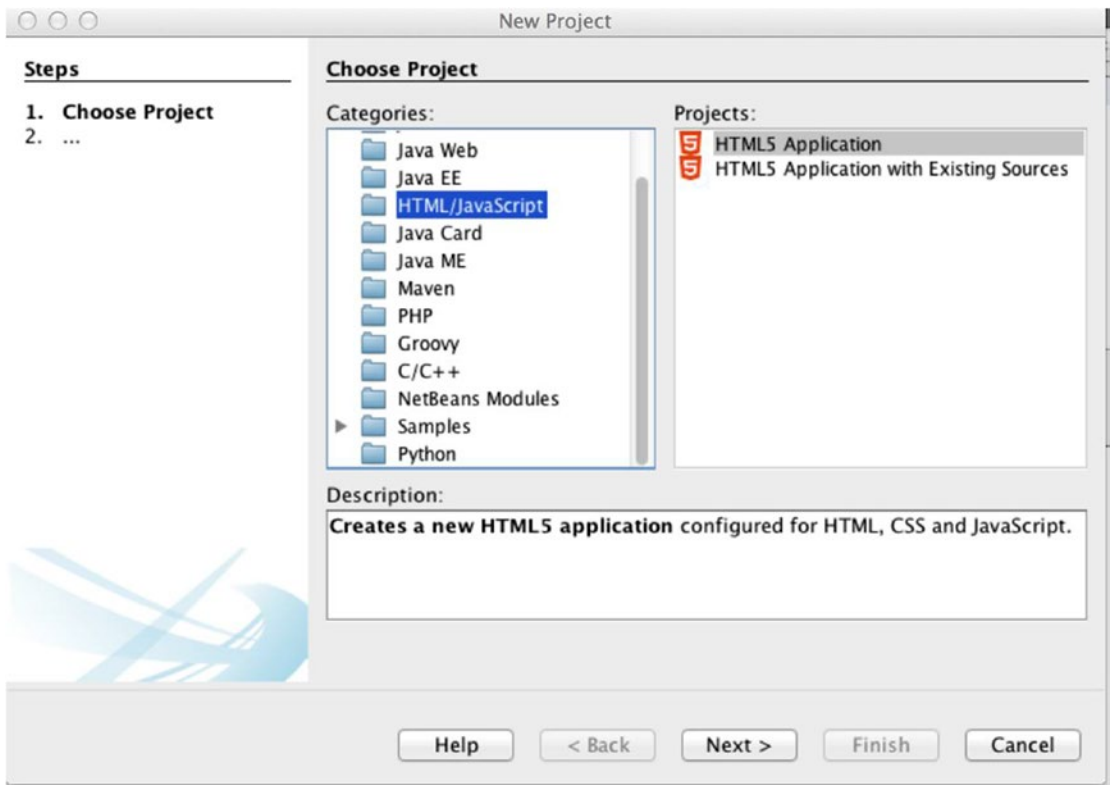 New Project
Steps
1. Choose Project
2. ...
Choose Project
Categories:
Java Web
Java EE
HTML/JavaScript
Java Card
Java ME
Maven
PHP
Groovy
C/C++
NetBeans Modules
Samples
Python
Projects:
5 HTML5 Application
5 HTML5 Application with Existing Sources
Description:
Creates a new HTML5 application configured for HTML, CSS and JavaScript.
Help
< Back
Next >
Finish
Cancel